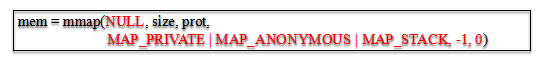 mem = mmap(NULL, size, prot,
MAP_PRIVATE | MAP_ANONYMOUS | MAP_STACK, -1, 0)